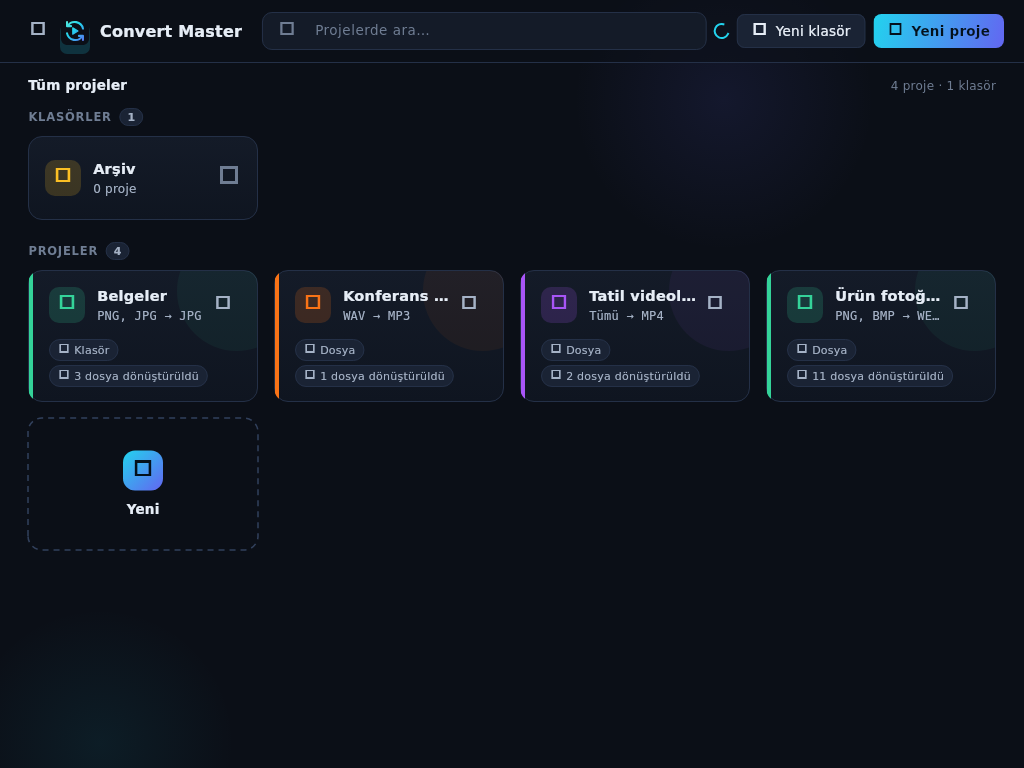 Convert Master
Projelerde ara...
Yeni klasör
Yeni proje
Tüm projeler
4 proje · 1 klasör
KLASÖRLER 1
Arşiv
0 proje
PROJELER 4
Belgeler
PNG, JPG → JPG
Klasör
3 dosya dönüştürüldü
Konferans …
WAV → MP3
Dosya
1 dosya dönüştürüldü
Tatil videol…
Tümü → MP4
Dosya
2 dosya dönüştürüldü
Ürün fotoğ…
PNG, BMP → WE…
Dosya
11 dosya dönüştürüldü
Yeni